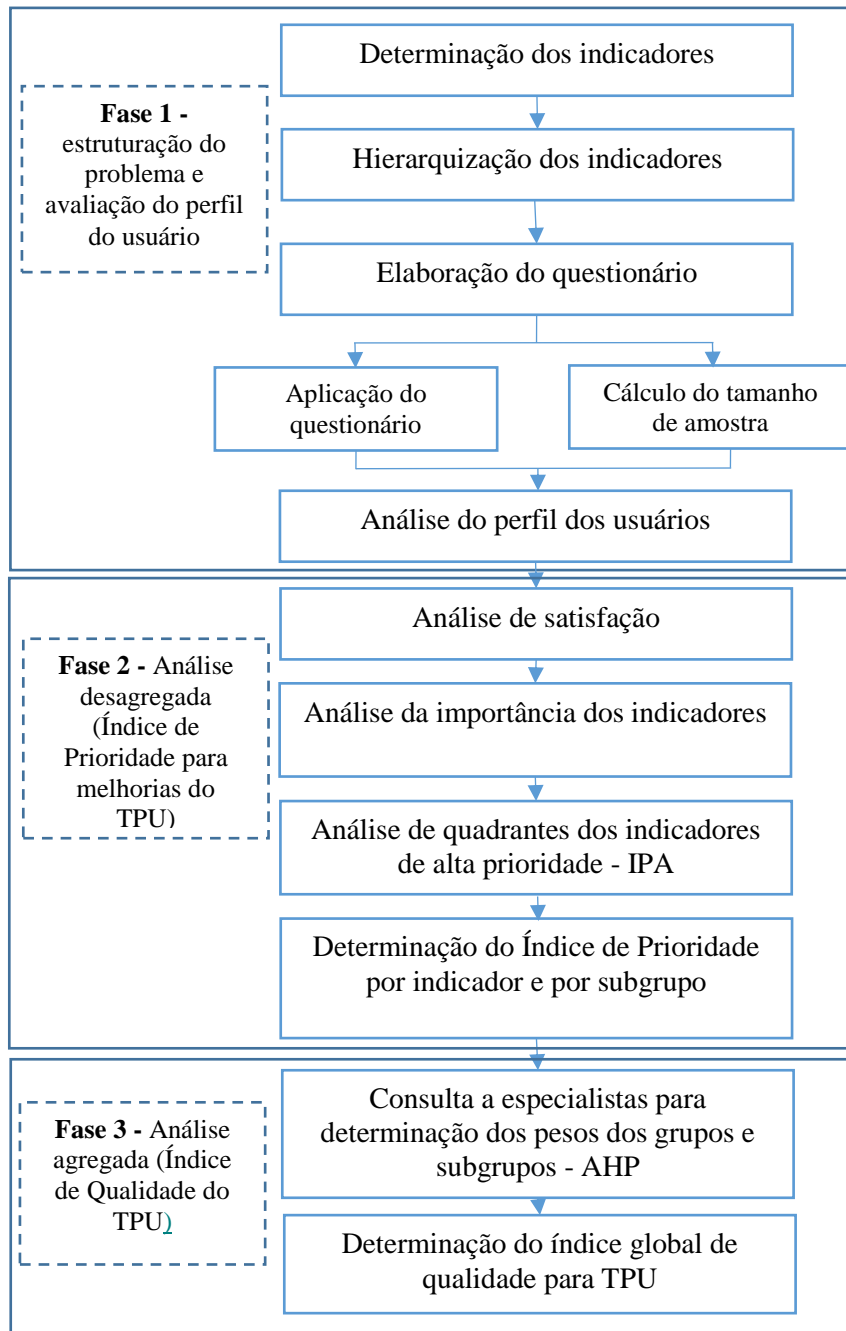 Determinação dos indicadores
Fase 1 -
estruturação do
problema e
avaliação do perfil
do usuário
Hierarquização dos indicadores
Elaboração do questionário
Aplicação do
questionário
Cálculo do tamanho
de amostra
Análise do perfil dos usuários
Análise de satisfação
Fase 2 - Análise
desagregada
(Índice de
Prioridade para
melhorias do
TPU)
Análise da importância dos indicadores
Análise de quadrantes dos indicadores
de alta prioridade - IPA
Determinação do Índice de Prioridade
por indicador e por subgrupo
Fase 3 - Análise
agregada (Índice
de Qualidade do
TPU)
Consulta a especialistas para
determinação dos pesos dos grupos e
subgrupos - AHP
Determinação do índice global de
qualidade para TPU